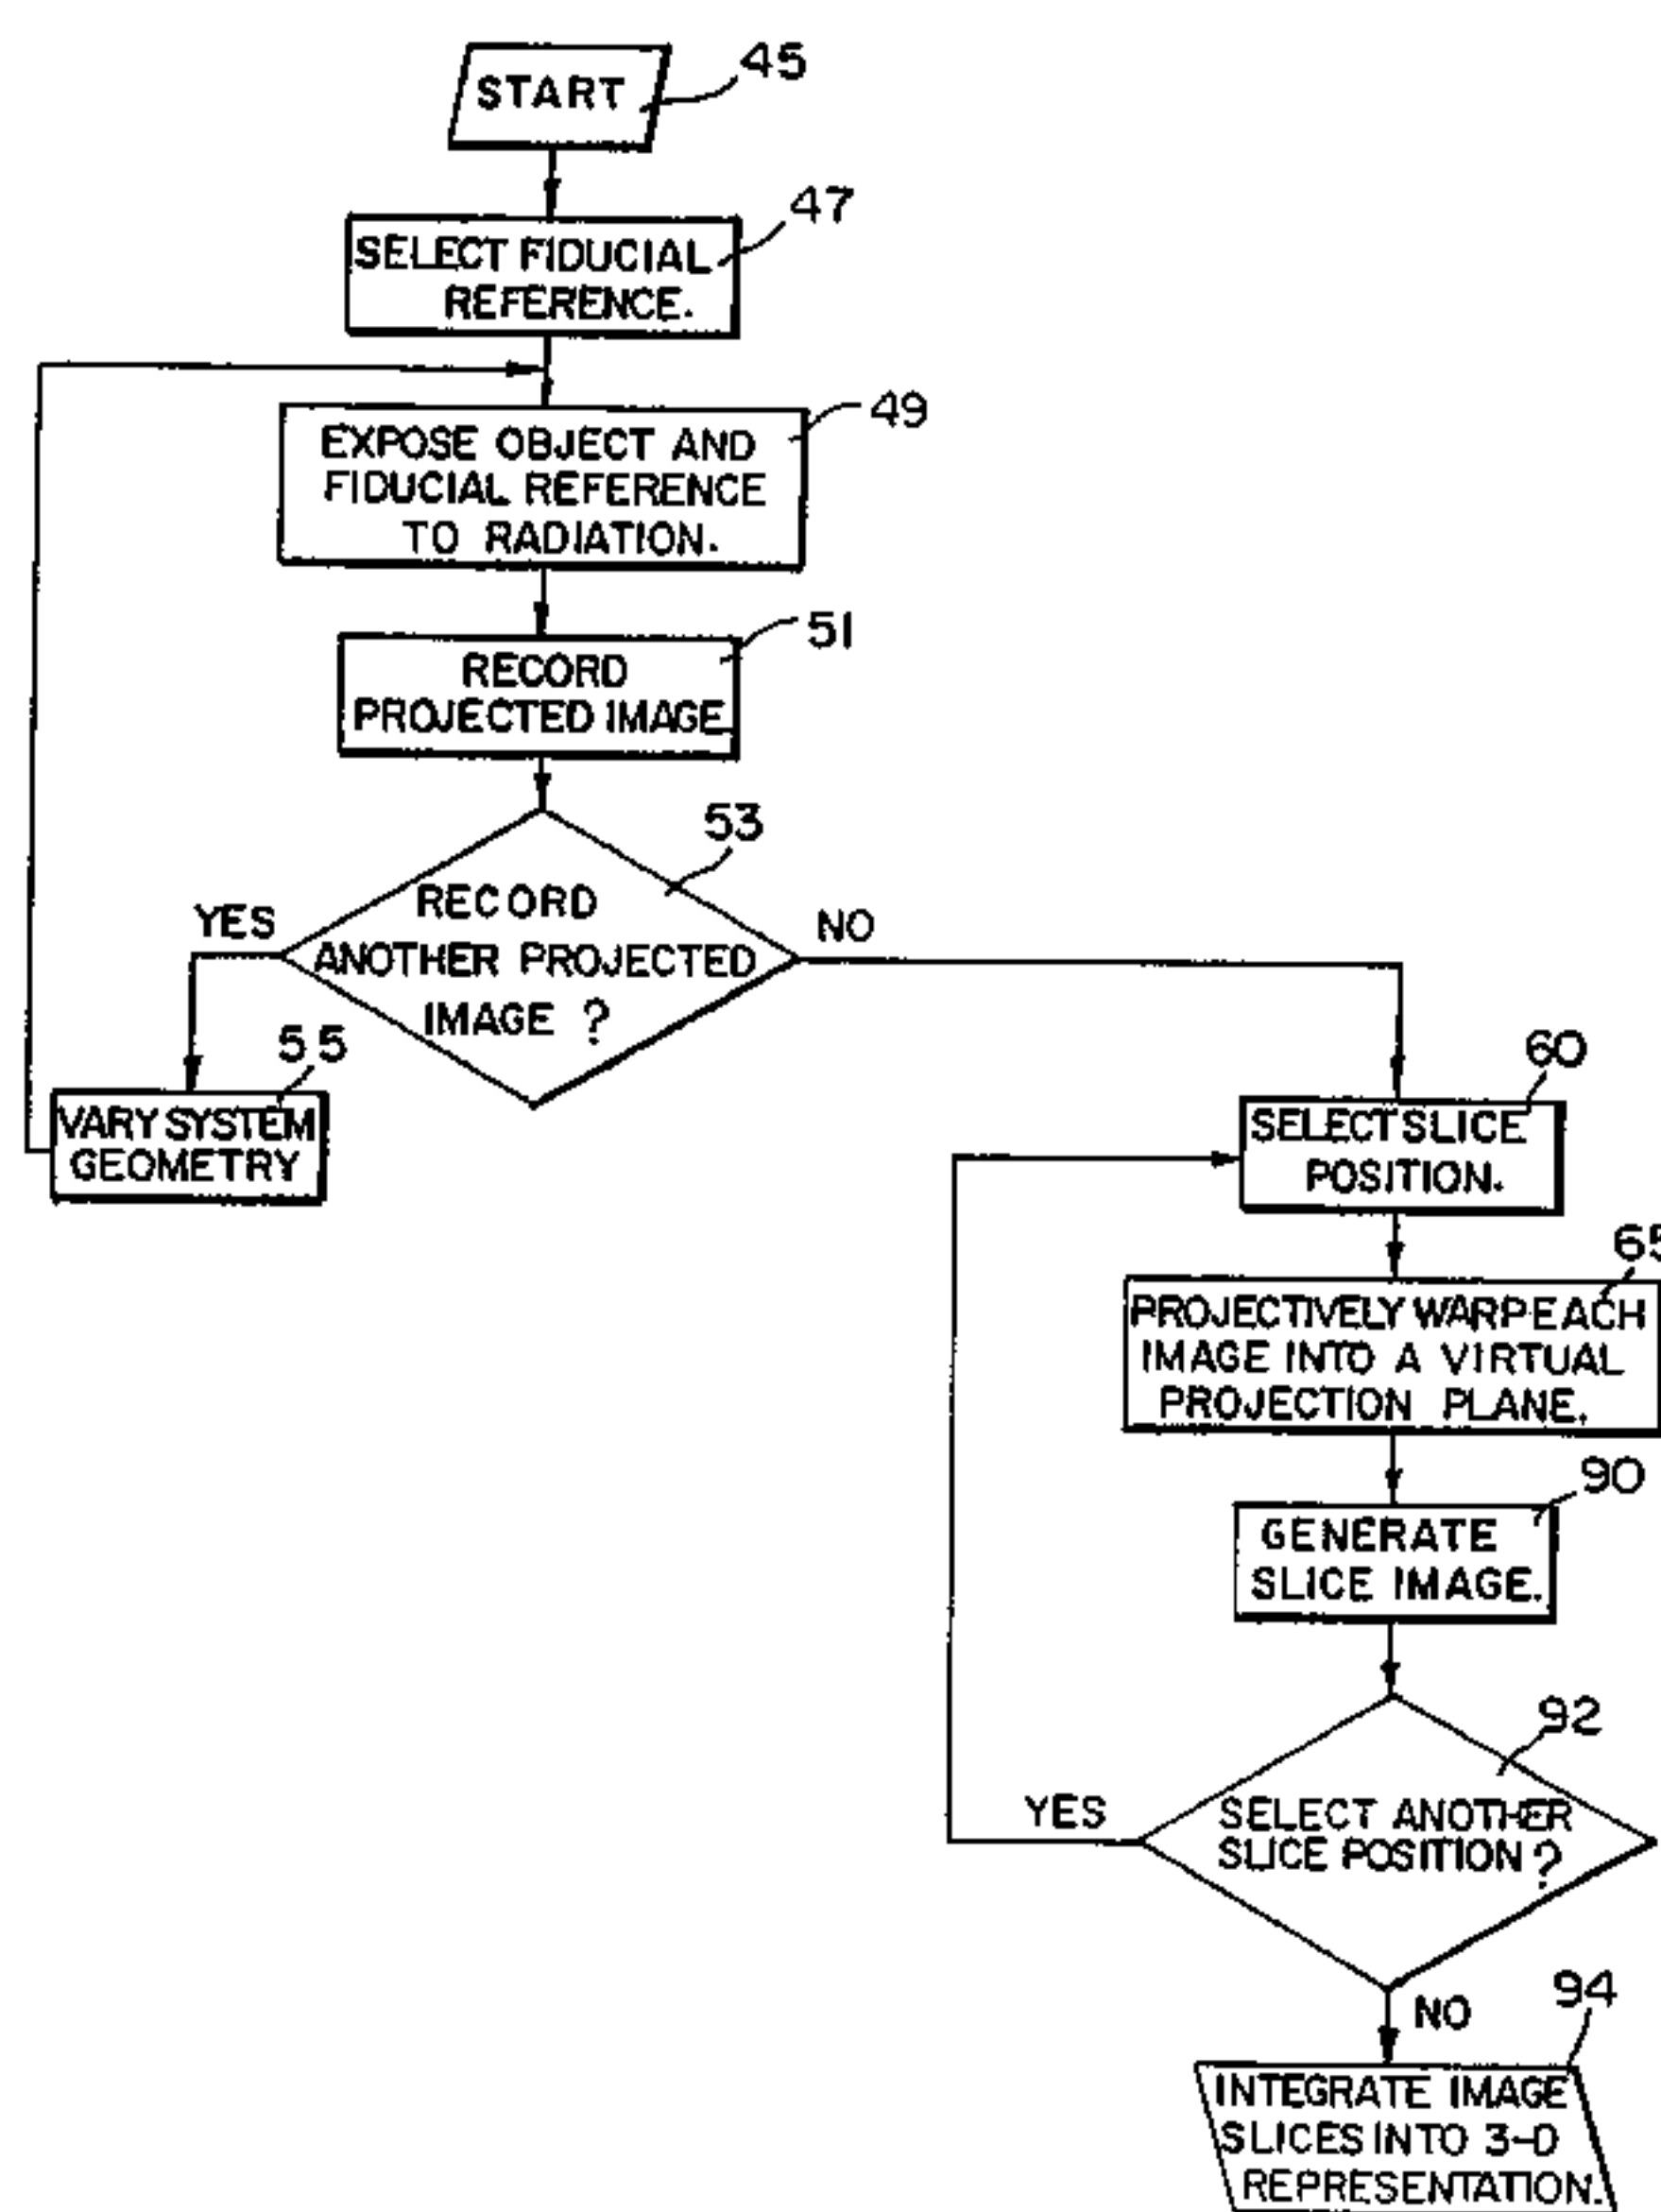 START
45
47
SELECT FIDUCIAL
REFERENCE.
49
EXPOSE OBJECT AND
FIDUCIAL REFERENCE
TO RADIATION.
51
RECORD
PROJECTED IMAGE
53
RECORD
ANOTHER PROJECTED
IMAGE ?
YES
NO
55
VARY SYSTEM
GEOMETRY
60
SELECT SLICE
POSITION.
65
PROJECTIVELY WARP EACH
IMAGE INTO A VIRTUAL
PROJECTION PLANE.
90
GENERATE
SLICE IMAGE.
92
SELECT ANOTHER
SLICE POSITION ?
YES
NO
94
INTEGRATE IMAGE
SLICES INTO 3-D
REPRESENTATION.